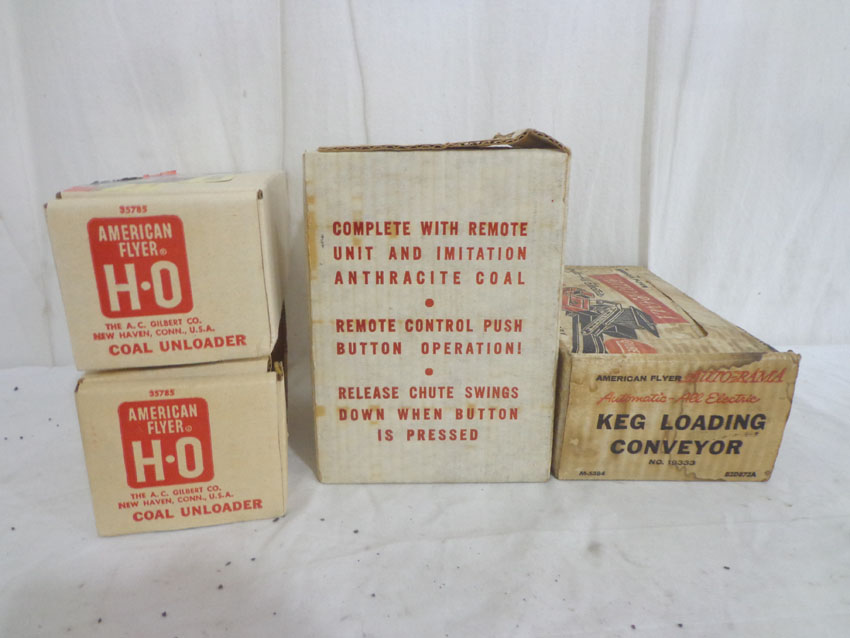 35785
AMERICAN
FLYER®
H·O
THE A. C. GILBERT CO.
NEW HAVEN, CONN., U.S.A.
COAL UNLOADER
35785
AMERICAN
FLYER®
H·O
THE A. C. GILBERT CO.
NEW HAVEN, CONN., U.S.A.
COAL UNLOADER
COMPLETE WITH REMOTE
UNIT AND IMITATION
ANTHRACITE COAL
•
REMOTE CONTROL PUSH
BUTTON OPERATION!
•
RELEASE CHUTE SWINGS
DOWN WHEN BUTTON
IS PRESSED
AMERICAN FLYER AUTO-RAMA
Automatic - All Electric
KEG LOADING
CONVEYOR